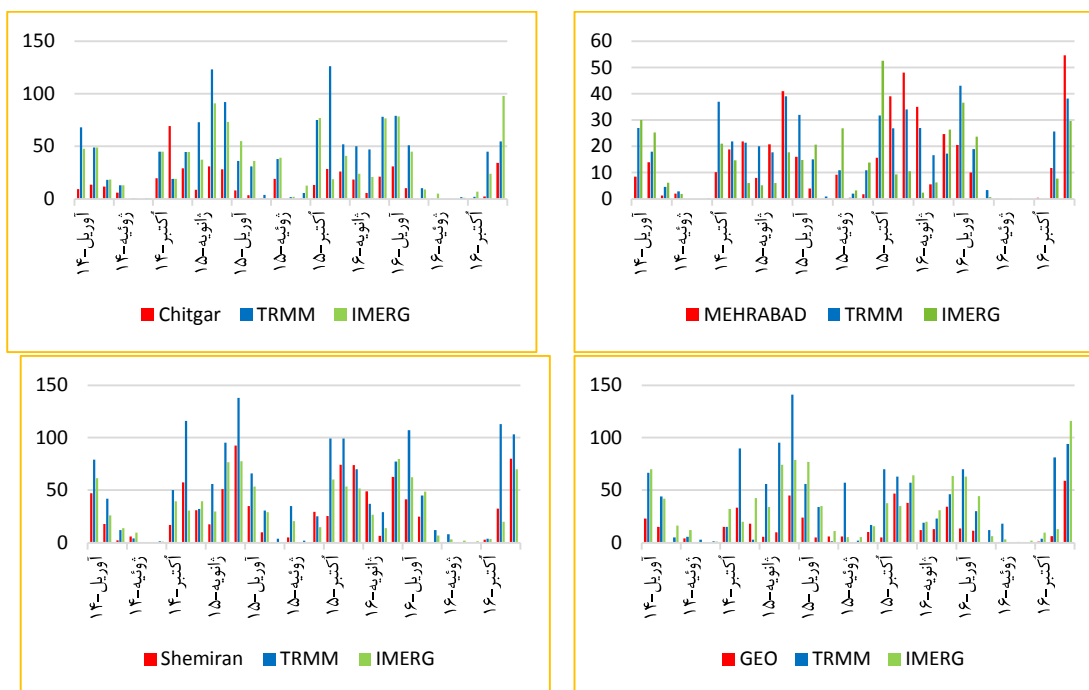 150
100
50
0
آوریل-۱۴
ژوئیه-۱۴
اکتبر-۱۴
ژانویه-۱۵
آوریل-۱۵
ژوئیه-۱۵
اکتبر-۱۵
ژانویه-۱۶
آوریل-۱۶
ژوئیه-۱۶
اکتبر-۱۶
Chitgar TRMM IMERG
60
50
40
30
20
10
0
آوریل-۱۴
ژوئیه-۱۴
اکتبر-۱۴
ژانویه-۱۵
آوریل-۱۵
ژوئیه-۱۵
اکتبر-۱۵
ژانویه-۱۶
آوریل-۱۶
ژوئیه-۱۶
اکتبر-۱۶
MEHRABAD TRMM IMERG
150
100
50
0
آوریل-۱۴
ژوئیه-۱۴
اکتبر-۱۴
ژانویه-۱۵
آوریل-۱۵
ژوئیه-۱۵
اکتبر-۱۵
ژانویه-۱۶
آوریل-۱۶
ژوئیه-۱۶
اکتبر-۱۶
Shemiran TRMM IMERG
150
100
50
0
آوریل-۱۴
ژوئیه-۱۴
اکتبر-۱۴
ژانویه-۱۵
آوریل-۱۵
ژوئیه-۱۵
اکتبر-۱۵
ژانویه-۱۶
آوریل-۱۶
ژوئیه-۱۶
اکتبر-۱۶
GEO TRMM IMERG